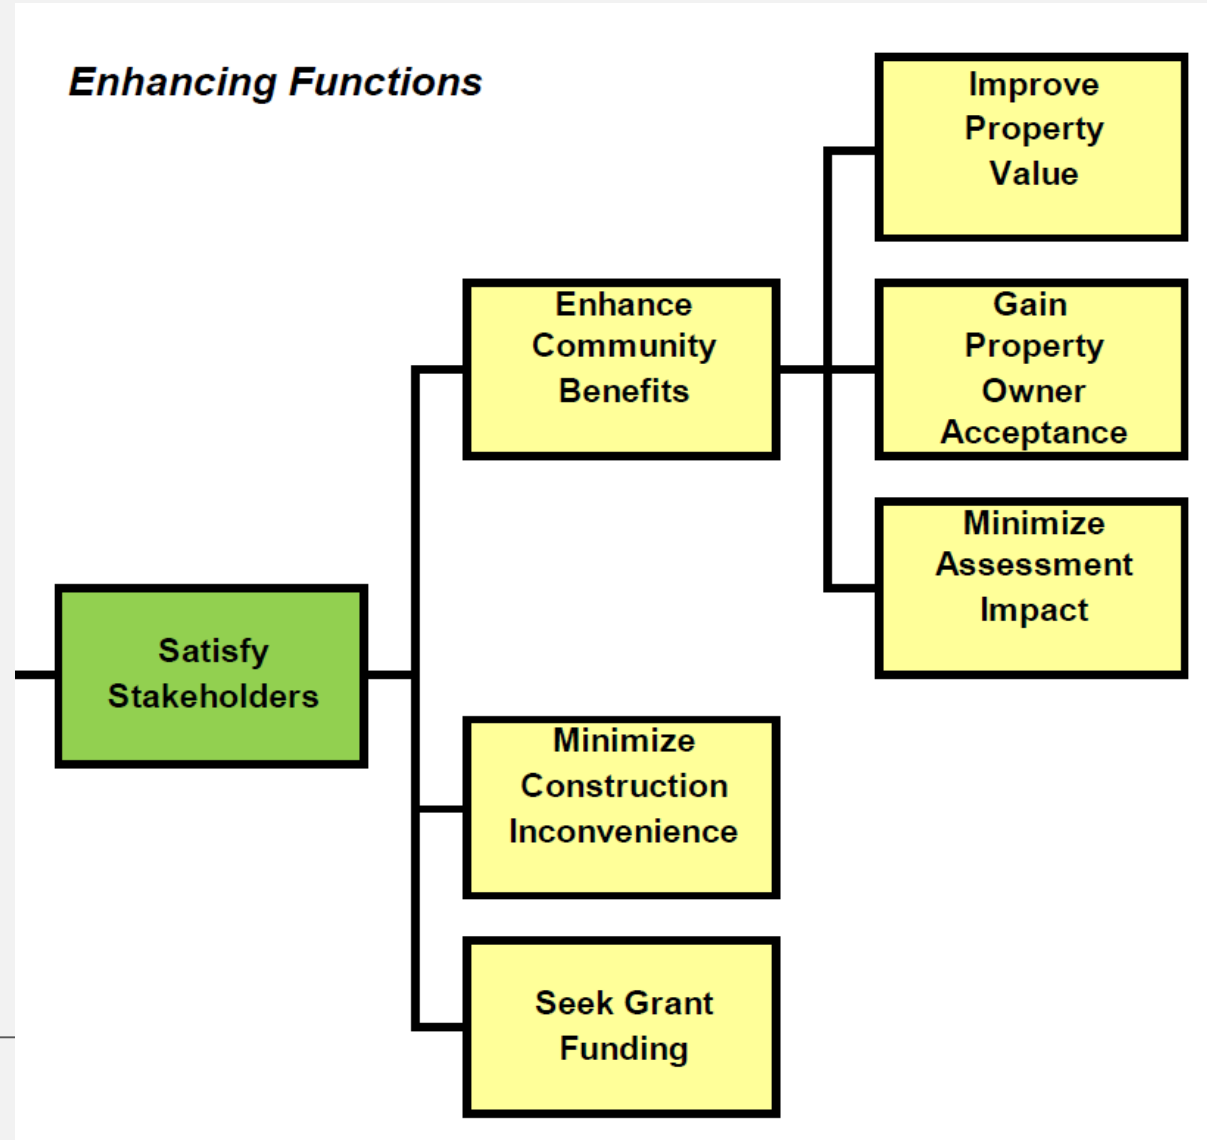 Enhancing Functions
Improve
Property
Value
Enhance
Community
Benefits
Gain
Property
Owner
Acceptance
Minimize
Assessment
Impact
Satisfy
Stakeholders
Minimize
Construction
Inconvenience
Seek Grant
Funding